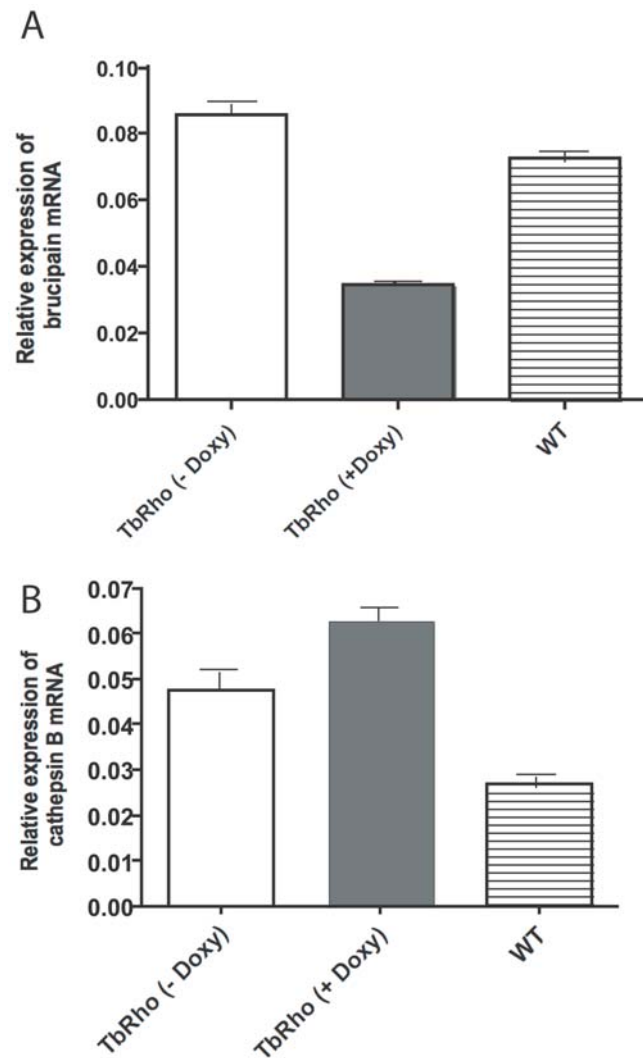 A
Relative expression of
brucipain mRNA
0.10
0.08
0.06
0.04
0.02
0.00
TbRho (- Doxy)
TbRho (+Doxy)
WT
B
Relative expression of
cathepsin B mRNA
0.07
0.06
0.05
0.04
0.03
0.02
0.01
0.00
TbRho (- Doxy)
TbRho (+ Doxy)
WT